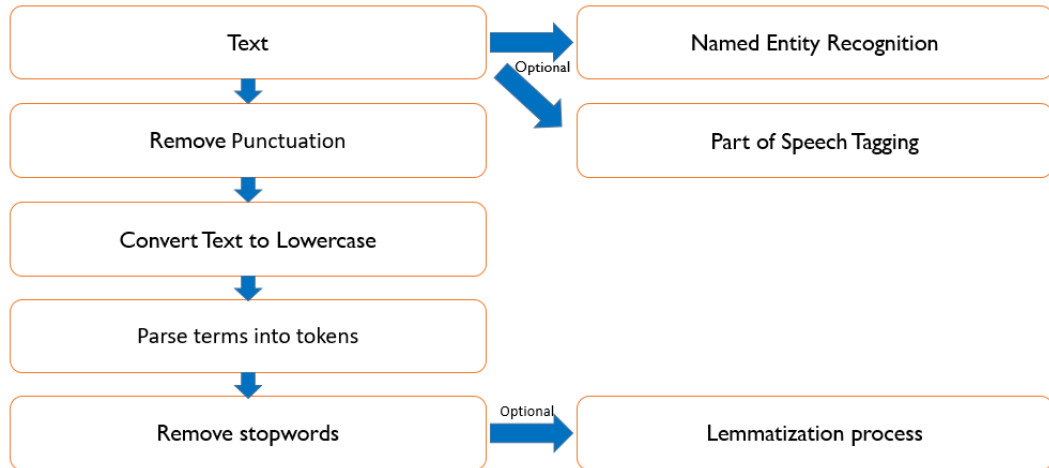 Text
Named Entity Recognition
Optional
Remove Punctuation
Part of Speech Tagging
Convert Text to Lowercase
Parse terms into tokens
Remove stopwords
Optional
Lemmatization process